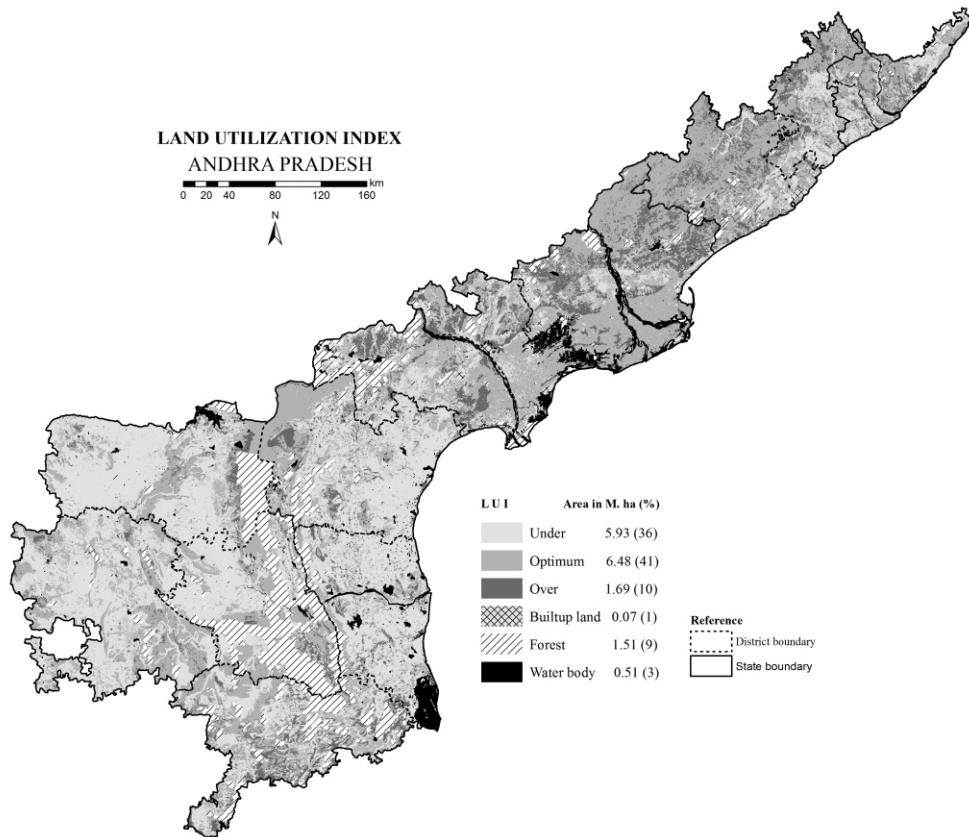 LAND UTILIZATION INDEX
ANDHRA PRADESH
km
0 20 40 80 120 160
N
L U I Area in M. ha (%)
Under 5.93 (36)
Optimum 6.48 (41)
Over 1.69 (10)
Builtup land 0.07 (1)
Forest 1.51 (9)
Water body 0.51 (3)
Reference
District boundary
State boundary